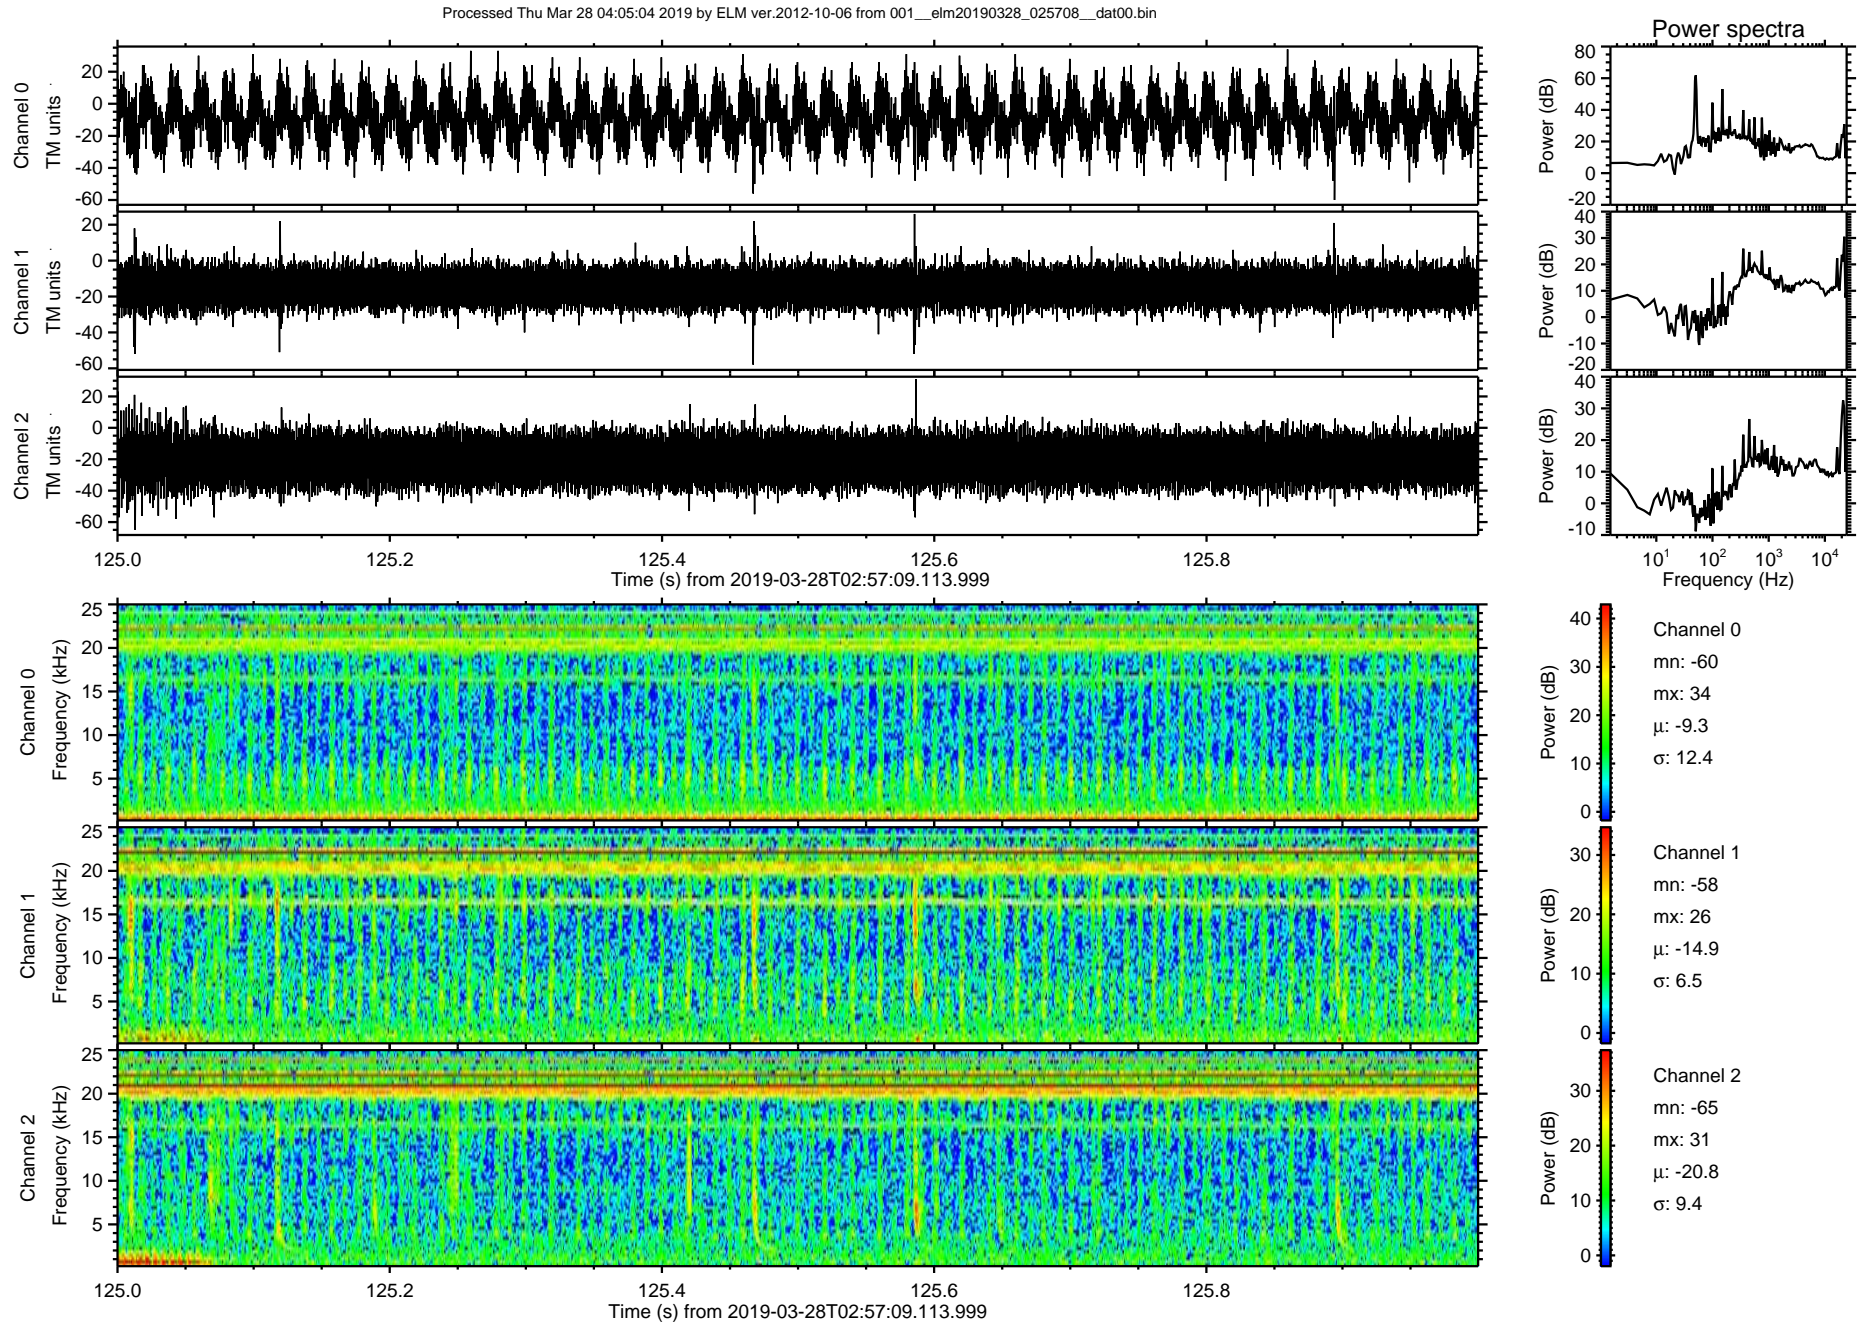 Processed Thu Mar 28 04:05:04 2019 by ELM ver.2012-10-06 from 001__elm20190328_025708__dat00.bin
Power spectra
Channel 0
TM units
20
0
-20
-40
-60
Power (dB)
80
60
40
20
0
-20
Channel 1
TM units
20
0
-20
-40
-60
Power (dB)
40
30
20
10
0
-10
-20
Channel 2
TM units
20
0
-20
-40
-60
Power (dB)
40
30
20
10
0
-10
125.0 125.2 125.4 125.6 125.8
Time (s) from 2019-03-28T02:57:09.113.999
10¹ 10² 10³ 10⁴
Frequency (Hz)
Channel 0
Frequency (kHz)
25
20
15
10
5
Power (dB)
40
30
20
10
0
Channel 0
mn: -60
mx: 34
μ: -9.3
σ: 12.4
Channel 1
Frequency (kHz)
25
20
15
10
5
Power (dB)
30
20
10
0
Channel 1
mn: -58
mx: 26
μ: -14.9
σ: 6.5
Channel 2
Frequency (kHz)
25
20
15
10
5
Power (dB)
30
20
10
0
Channel 2
mn: -65
mx: 31
μ: -20.8
σ: 9.4
125.0 125.2 125.4 125.6 125.8
Time (s) from 2019-03-28T02:57:09.113.999